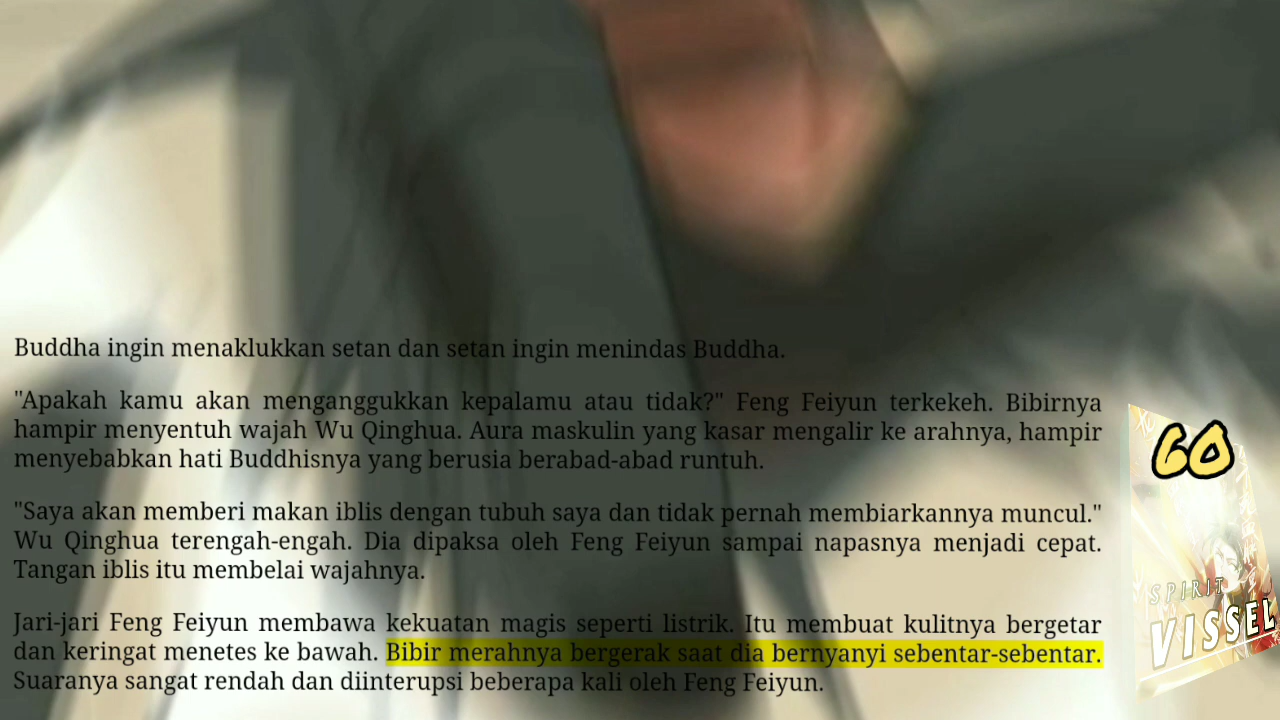 Buddha ingin menaklukkan setan dan setan ingin menindas Buddha.
"Apakah kamu akan menganggukkan kepalamu atau tidak?" Feng Feiyun terkekeh. Bibirnya
hampir menyentuh wajah Wu Qinghua. Aura maskulin yang kasar mengalir ke arahnya, hampir
menyebabkan hati Buddhisnya yang berusia berabad-abad runtuh.
"Saya akan memberi makan iblis dengan tubuh saya dan tidak pernah membiarkannya muncul."
Wu Qinghua terengah-engah. Dia dipaksa oleh Feng Feiyun sampai napasnya menjadi cepat.
Tangan iblis itu membelai wajahnya.
Jari-jari Feng Feiyun membawa kekuatan magis seperti listrik. Itu membuat kulitnya bergetar
dan keringat menetes ke bawah. Bibir merahnya bergerak saat dia bernyanyi sebentar-sebentar.
Suaranya sangat rendah dan diinterupsi beberapa kali oleh Feng Feiyun.
60
SPIRIT
VISSEL